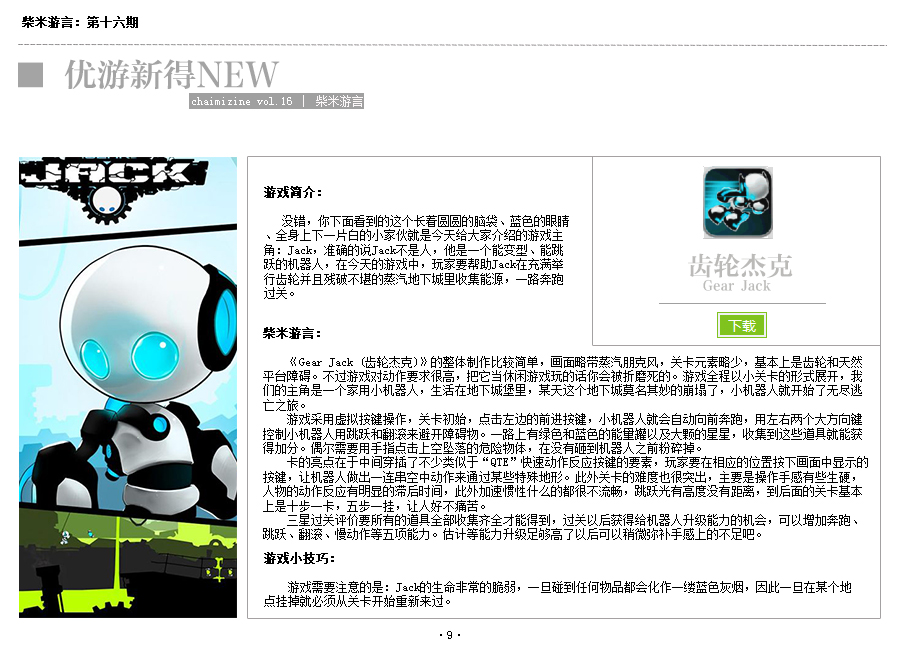 柴米游言：第十六期
优游新得NEW
chaimizine vol.16 | 柴米游言
JACK
游戏简介：
没错，你下面看到的这个长着圆圆的脑袋、蓝色的眼睛
、全身上下一片白的小家伙就是今天给大家介绍的游戏主
角：Jack，准确的说Jack不是人，他是一个能变型、能跳
跃的机器人，在今天的游戏中，玩家要帮助Jack在充满举
行齿轮并且残破不堪的蒸汽地下城里收集能源，一路奔跑
过关。
齿轮杰克
Gear Jack
下载
柴米游言：
《Gear Jack (齿轮杰克)》的整体制作比较简单，画面略带蒸汽朋克风，关卡元素略少，基本上是齿轮和天然
平台障碍。不过游戏对动作要求很高，把它当休闲游戏玩的话你会被折磨死的。游戏全程以小关卡的形式展开，我
们的主角是一个家用小机器人，生活在地下城堡里，某天这个地下城莫名其妙的崩塌了，小机器人就开始了无尽逃
亡之旅。
游戏采用虚拟按键操作，关卡初始，点击左边的前进按键，小机器人就会自动向前奔跑，用左右两个大方向键
控制小机器人用跳跃和翻滚来避开障碍物。一路上有绿色和蓝色的能量罐以及大颗的星星，收集到这些道具就能获
得加分。偶尔需要用手指点击上空坠落的危险物体，在没有砸到机器人之前粉碎掉。
卡的亮点在于中间穿插了不少类似于“QTE”快速动作反应按键的要素，玩家要在相应的位置按下画面中显示的
按键，让机器人做出一连串空中动作来通过某些特殊地形。此外关卡的难度也很突出，主要是操作手感有些生硬，
人物的动作反应有明显的滞后时间，此外加速惯性什么的都很不流畅，跳跃光有高度没有距离，到后面的关卡基本
上是十步一卡，五步一挂，让人好不痛苦。
三星过关评价要所有的道具全部收集齐全才能得到，过关以后获得给机器人升级能力的机会，可以增加奔跑、
跳跃、翻滚、慢动作等五项能力。估计等能力升级足够高了以后可以稍微弥补手感上的不足吧。
游戏小技巧：
游戏需要注意的是：Jack的生命非常的脆弱，一旦碰到任何物品都会化作一缕蓝色灰烟，因此一旦在某个地
点挂掉就必须从关卡开始重新来过。
·9·